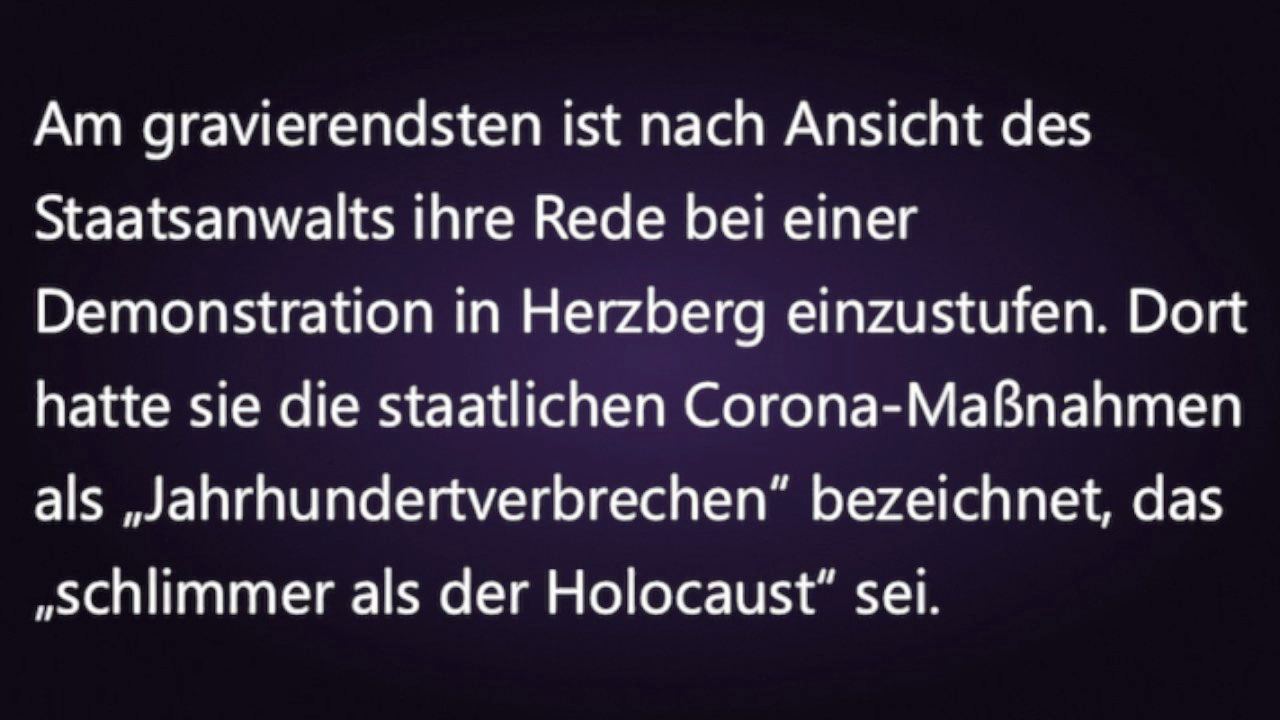 Am gravierendsten ist nach Ansicht des
Staatsanwalts ihre Rede bei einer
Demonstration in Herzberg einzustufen. Dort
hatte sie die staatlichen Corona-Maßnahmen
als „Jahrhundertverbrechen“ bezeichnet, das
„schlimmer als der Holocaust“ sei.